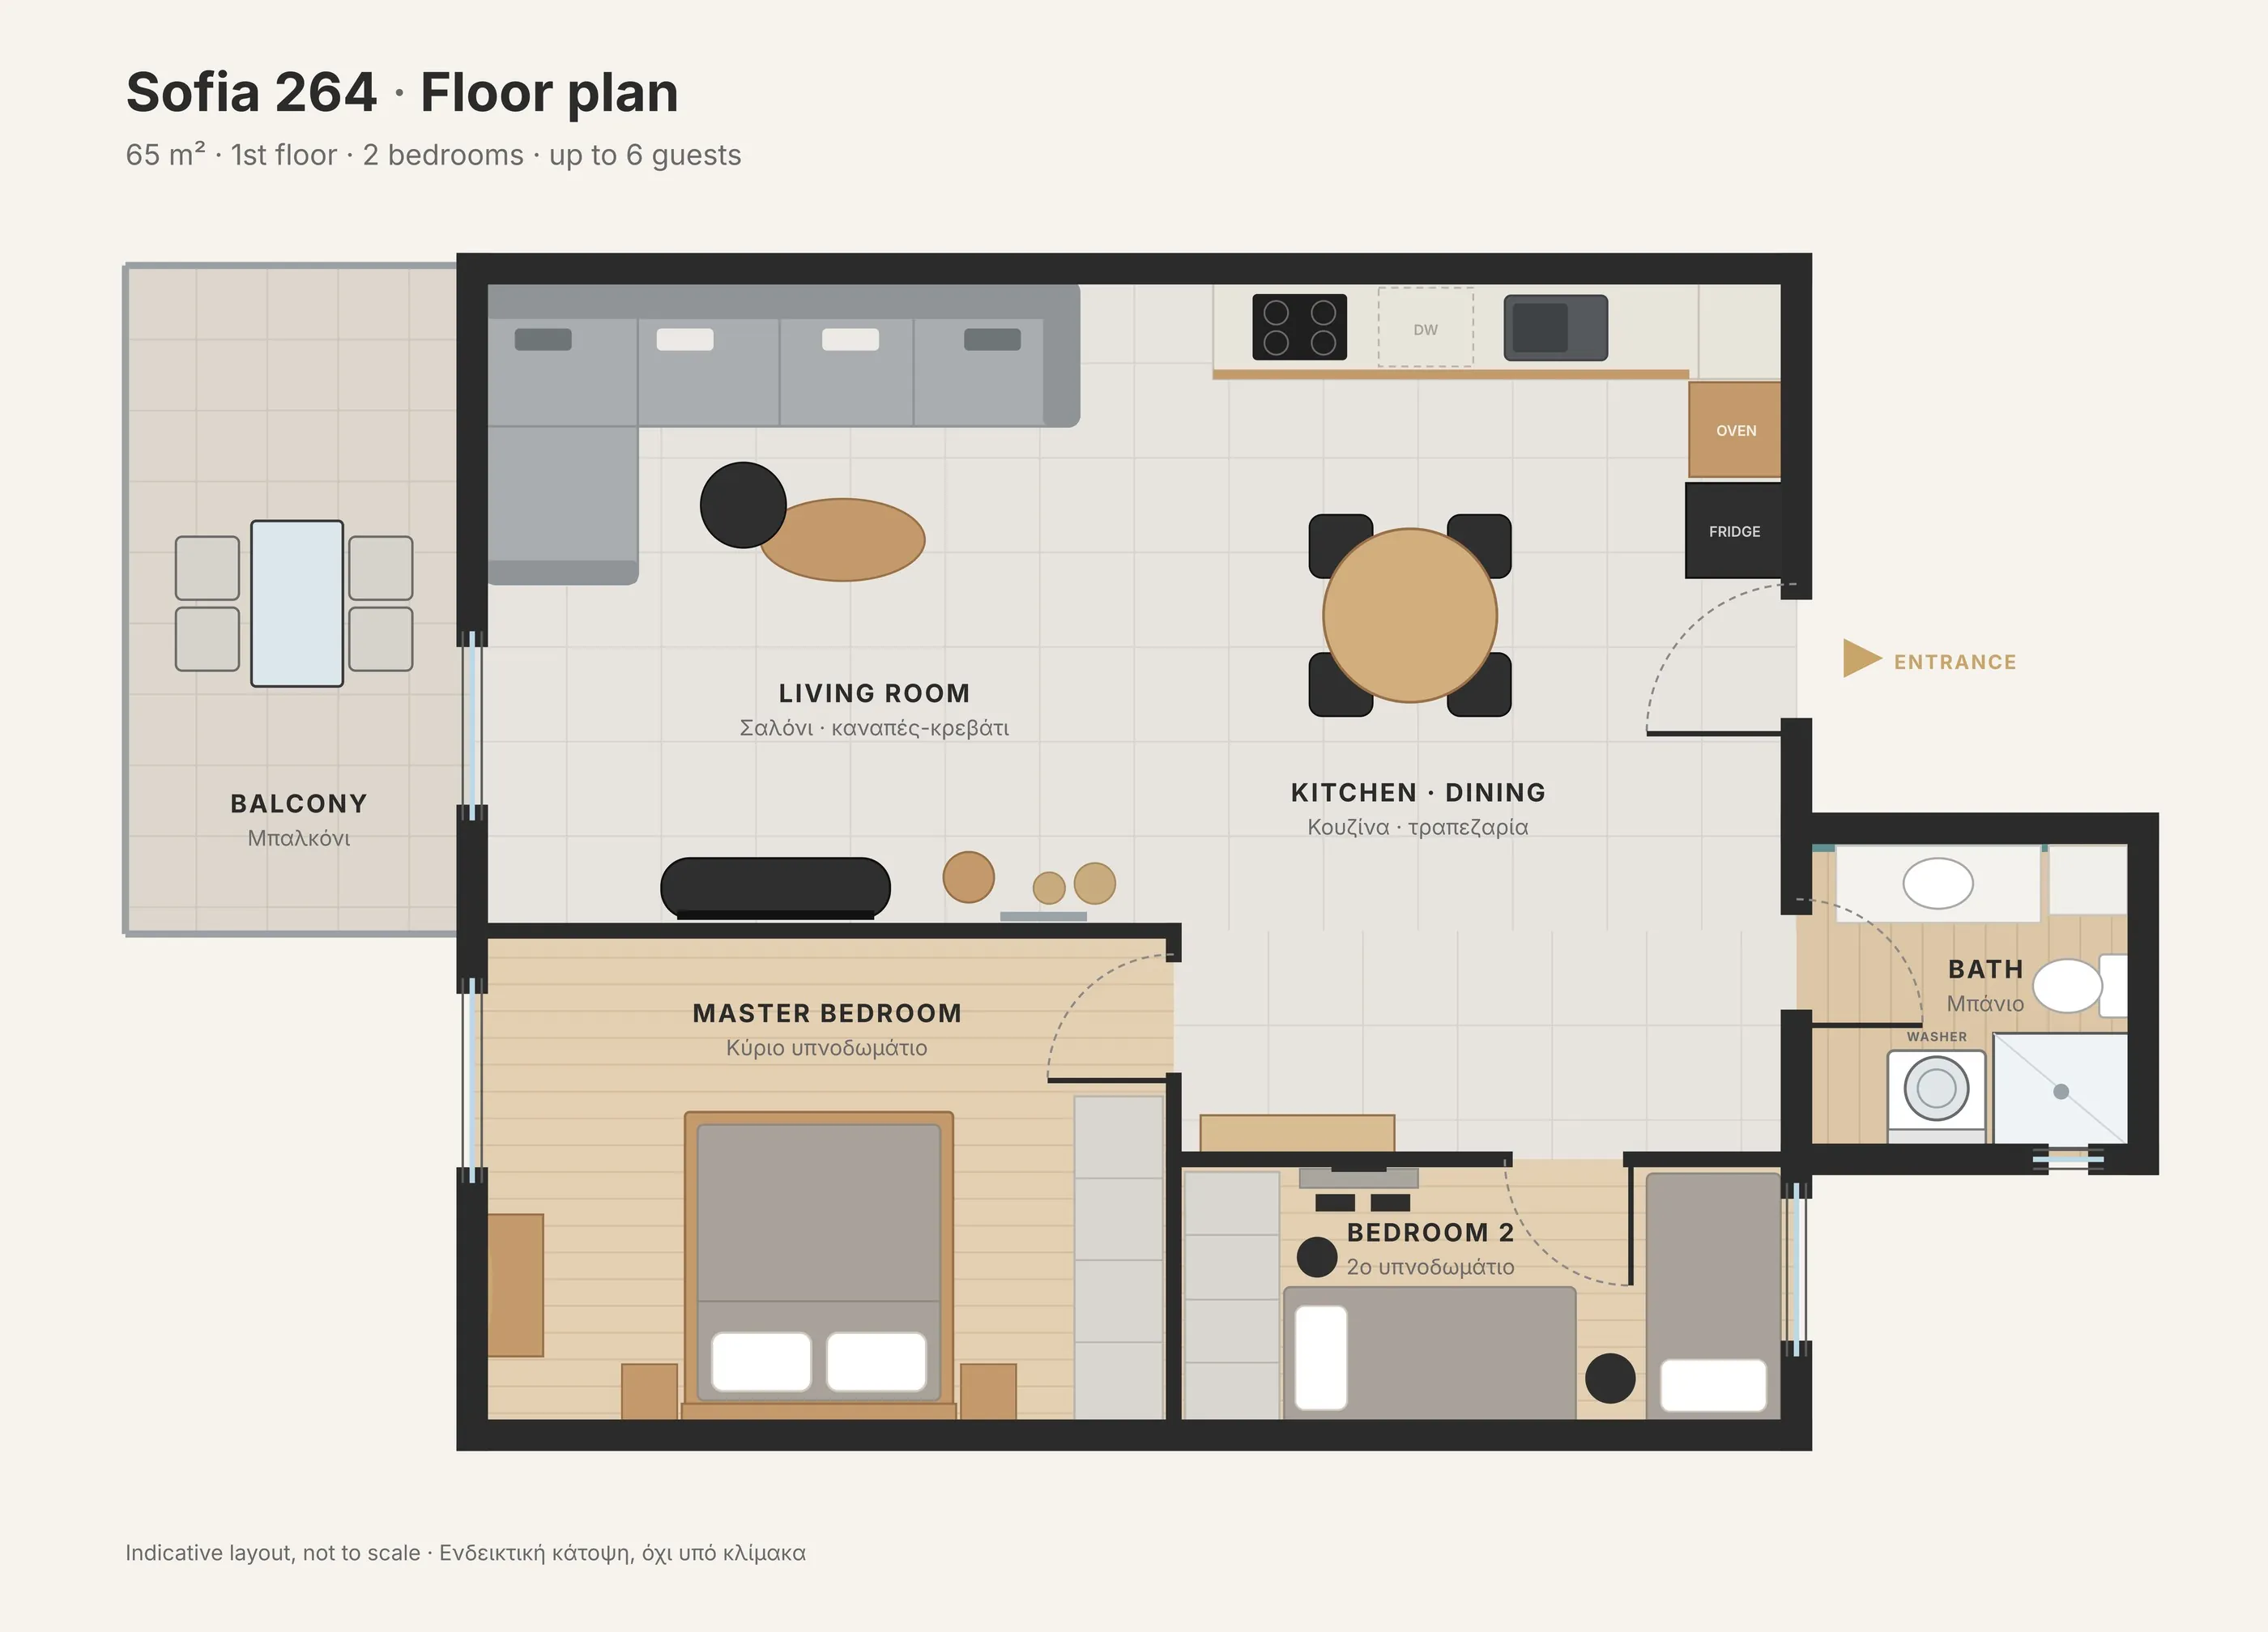 Sofia 264 · Floor plan
65 m² · 1st floor · 2 bedrooms · up to 6 guests
DW
OVEN
FRIDGE
ENTRANCE
LIVING ROOM
Σαλόνι · καναπές-κρεβάτι
KITCHEN · DINING
Κουζίνα · τραπεζαρία
BALCONY
Μπαλκόνι
BATH
Μπάνιο
WASHER
MASTER BEDROOM
Κύριο υπνοδωμάτιο
BEDROOM 2
2ο υπνοδωμάτιο
Indicative layout, not to scale · Ενδεικτική κάτοψη, όχι υπό κλίμακα